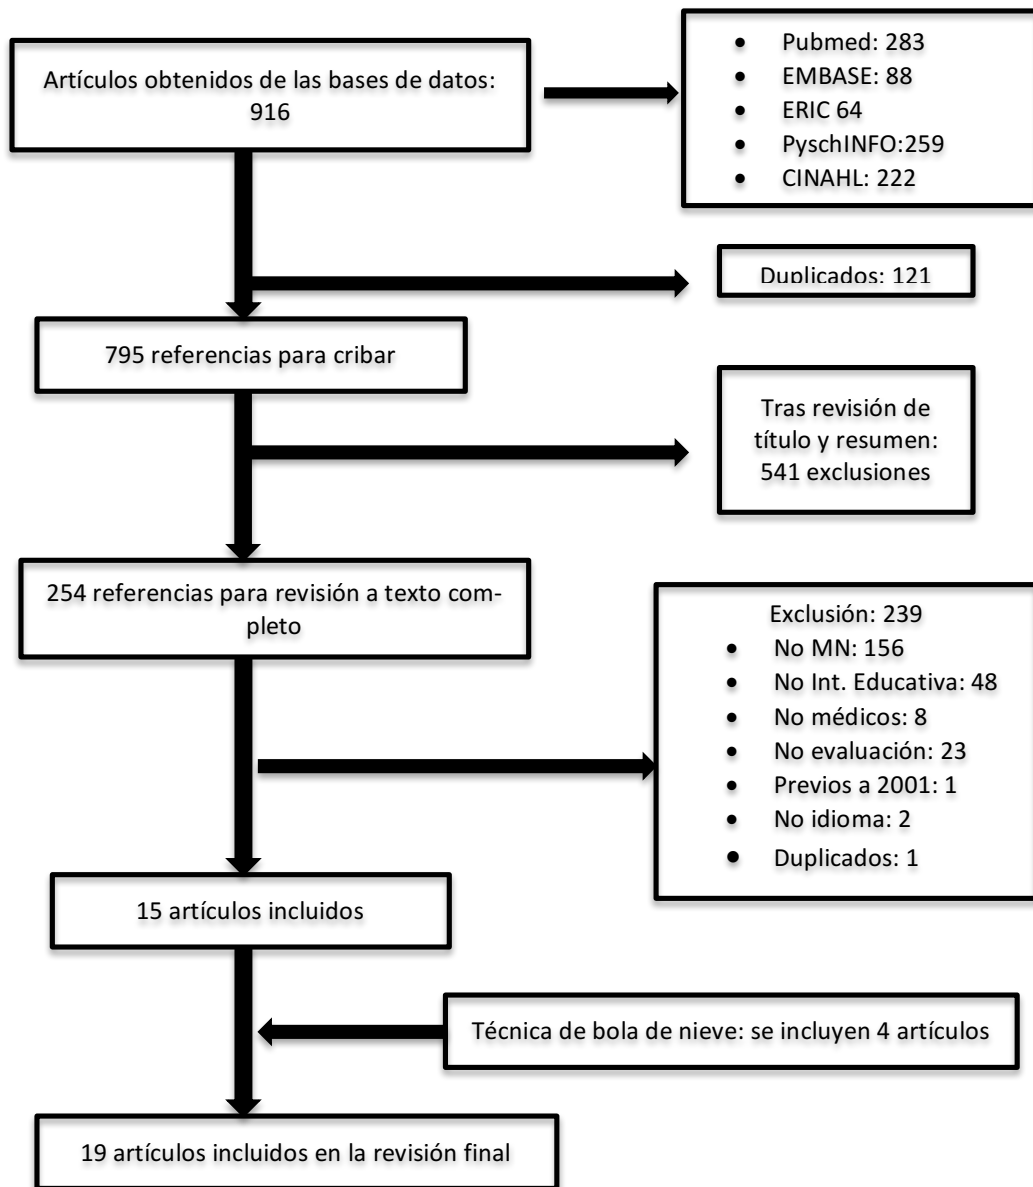 Artículos obtenidos de las bases de datos:
916
• Pubmed: 283
• EMBASE: 88
• ERIC 64
• PyschINFO:259
• CINAHL: 222
Duplicados: 121
795 referencias para cribar
Tras revisión de
título y resumen:
541 exclusiones
254 referencias para revisión a texto com-
pleto
Exclusión: 239
• No MN: 156
• No Int. Educativa: 48
• No médicos: 8
• No evaluación: 23
• Previos a 2001: 1
• No idioma: 2
• Duplicados: 1
15 artículos incluidos
Técnica de bola de nieve: se incluyen 4 artículos
19 artículos incluidos en la revisión final